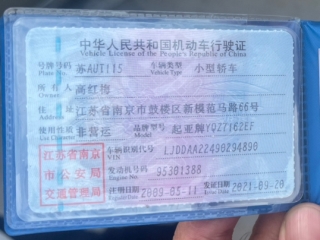 中华人民共和国机动车行驶证
Vehicle License of the People's Republic of China
号牌号码 苏AUT115 车辆类型 小型轿车
Plate No. Vehicle Type
所有人 高红梅
Owner
住址 江苏省南京市鼓楼区新模范马路66号
Address
使用性质 非营运 品牌型号 起亚牌YQZ7162EF
Use Character Model
江苏省南京 车辆识别代号 LJDDAA22490294890
VIN
市公安局 发动机号码 95301388
Engine No.
交通管理局 注册日期 2009-05-11 发证日期 2021-09-20
Register Date Issue Date